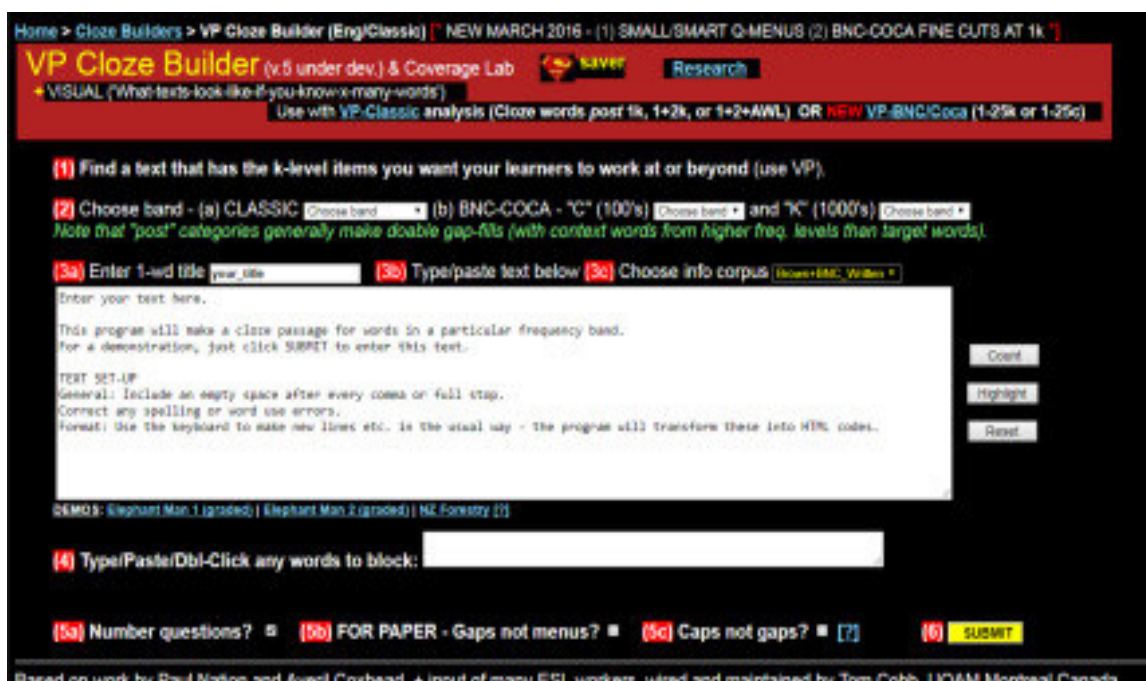 Home > Cloze Builders > VP Cloze Builder (Eng/Classic) [" NEW MARCH 2016 - (1) SMALL/SMART Q-MENUS (2) BNC-COCA FINE CUTS AT 1k "]
VP Cloze Builder (v.5 under dev.) & Coverage Lab saver Research
+ VISUAL ('What-texts-look-like-if-you-know-x-many-words')
Use with VP-Classic analysis (Cloze words post 1k, 1+2k, or 1+2+AWL) OR NEW VP-BNC/Coca (1-25k or 1-25c)
(1) Find a text that has the k-level items you want your learners to work at or beyond (use VP).
(2) Choose band - (a) CLASSIC Choose band (b) BNC-COCA - "C" (100's) Choose band and "K" (1000's) Choose band
Note that "post" categories generally make doable gap-fills (with context words from higher freq. levels than target words).
(3a) Enter 1-wd title your_title (3b) Type/paste text below (3c) Choose info corpus Brown+BNC_Written
Enter your text here.
This program will make a cloze passage for words in a particular frequency band.
For a demonstration, just click SUBMIT to enter this text.
TEXT SET-UP
General: Include an empty space after every comma or full stop.
Correct any spelling or word use errors.
Format: Use the keyboard to make new lines etc. in the usual way - the program will transform these into HTML codes.
Count
Highlight
Reset
DEMOS: Elephant Man 1 (graded) | Elephant Man 2 (graded) | NZ Forestry [?]
(4) Type/Paste/Dbl-Click any words to block:
(5a) Number questions? (5b) FOR PAPER - Gaps not menus? (5c) Caps not gaps? [?] (6) SUBMIT
Based on work by Paul Nation and Averil Coxhead, + input of many ESL workers, wired and maintained by Tom Cobb, UQAM Montreal Canada